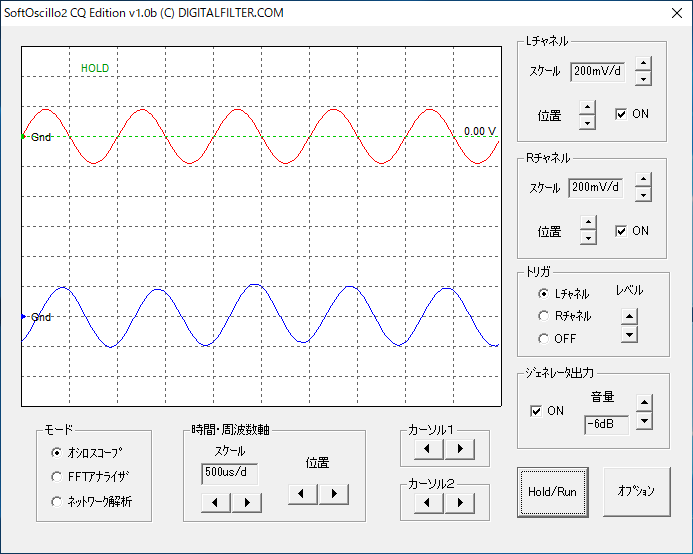 SoftOscillo2 CQ Edition v1.0b (C) DIGITALFILTER.COM
HOLD
Gnd
0.00 V
Gnd
Lﾁｬﾈﾙ
ｽｹｰﾙ
200mV/d
位置
ON
Rﾁｬﾈﾙ
ｽｹｰﾙ
200mV/d
位置
ON
ﾄﾘｶﾞ
Lﾁｬﾈﾙ
レベル
Rﾁｬﾈﾙ
OFF
ｼﾞｪﾈﾚｰﾀ出力
音量
ON
-6dB
モード
ｵｼﾛｽｺｰﾌﾟ
FFTｱﾅﾗｲｻﾞ
ﾈｯﾄﾜｰｸ解析
時間・周波数軸
ｽｹｰﾙ
位置
500us/d
カーソル1
カーソル2
Hold/Run
ｵﾌﾟｼｮﾝ